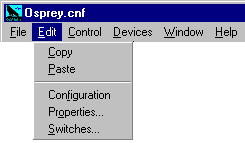 Osprey.cnf
File Edit Control Devices Window Help
Copy
Paste
Configuration
Properties...
Switches...